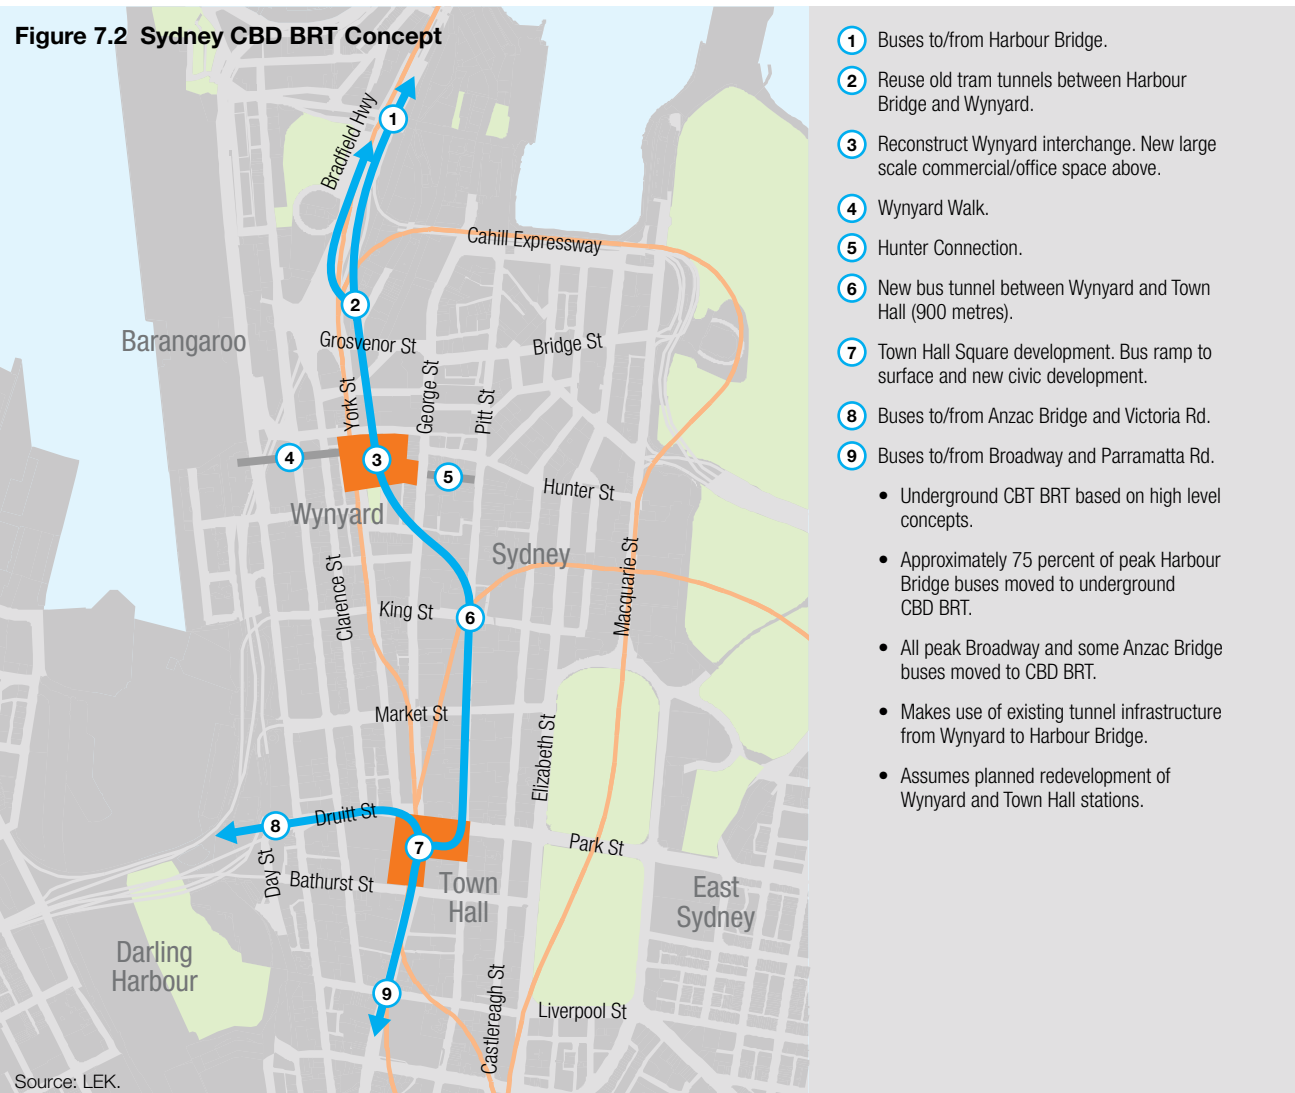 Figure 7.2 Sydney CBD BRT Concept
1 Buses to/from Harbour Bridge.
2 Reuse old tram tunnels between Harbour
Bridge and Wynyard.
3 Reconstruct Wynyard interchange. New large
scale commercial/office space above.
4 Wynyard Walk.
5 Hunter Connection.
6 New bus tunnel between Wynyard and Town
Hall (900 metres).
7 Town Hall Square development. Bus ramp to
surface and new civic development.
8 Buses to/from Anzac Bridge and Victoria Rd.
9 Buses to/from Broadway and Parramatta Rd.
• Underground CBT BRT based on high level
concepts.
• Approximately 75 percent of peak Harbour
Bridge buses moved to underground
CBD BRT.
• All peak Broadway and some Anzac Bridge
buses moved to CBD BRT.
• Makes use of existing tunnel infrastructure
from Wynyard to Harbour Bridge.
• Assumes planned redevelopment of
Wynyard and Town Hall stations.
1
Bradfield Hwy
Cahill Expressway
2
Barangaroo
Grosvenor St
Bridge St
York St
George St
Pitt St
4
3
5
Hunter St
Wynyard
Sydney
Clarence St
Macquarie St
King St
6
Market St
Elizabeth St
8
Druitt St
7
Park St
Day St
Bathurst St
Town
Hall
East
Sydney
Darling
Harbour
9
Castlereagh St
Liverpool St
Source: LEK.